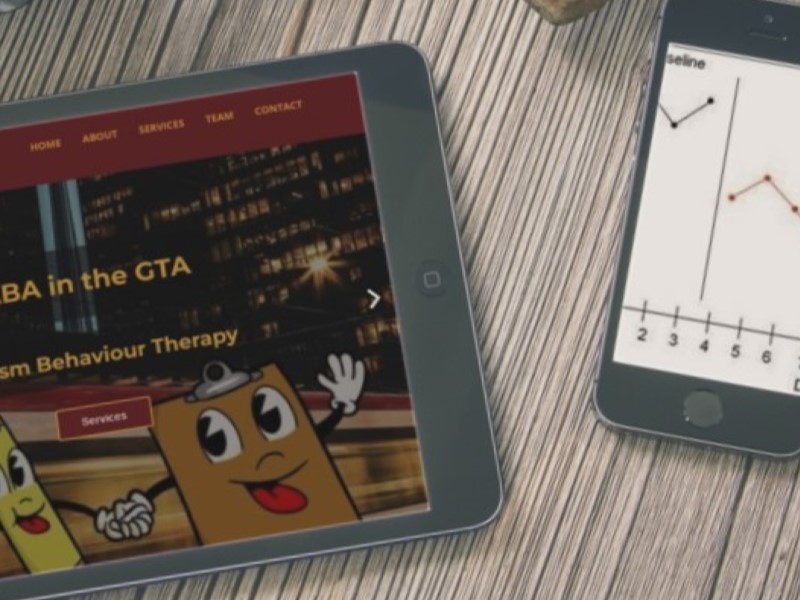 HOME ABOUT SERVICES TEAM CONTACT
BA in the GTA
sm Behaviour Therapy
Services
seline
2 3 4 5 6